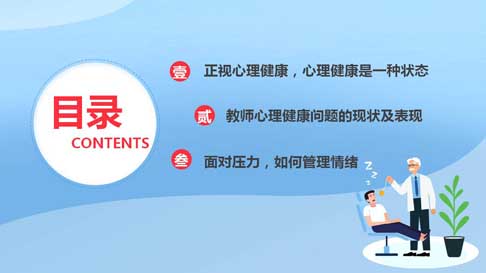 目录
CONTENTS
壹 正视心理健康，心理健康是一种状态
贰 教师心理健康问题的现状及表现
叁 面对压力，如何管理情绪
Z Z Z